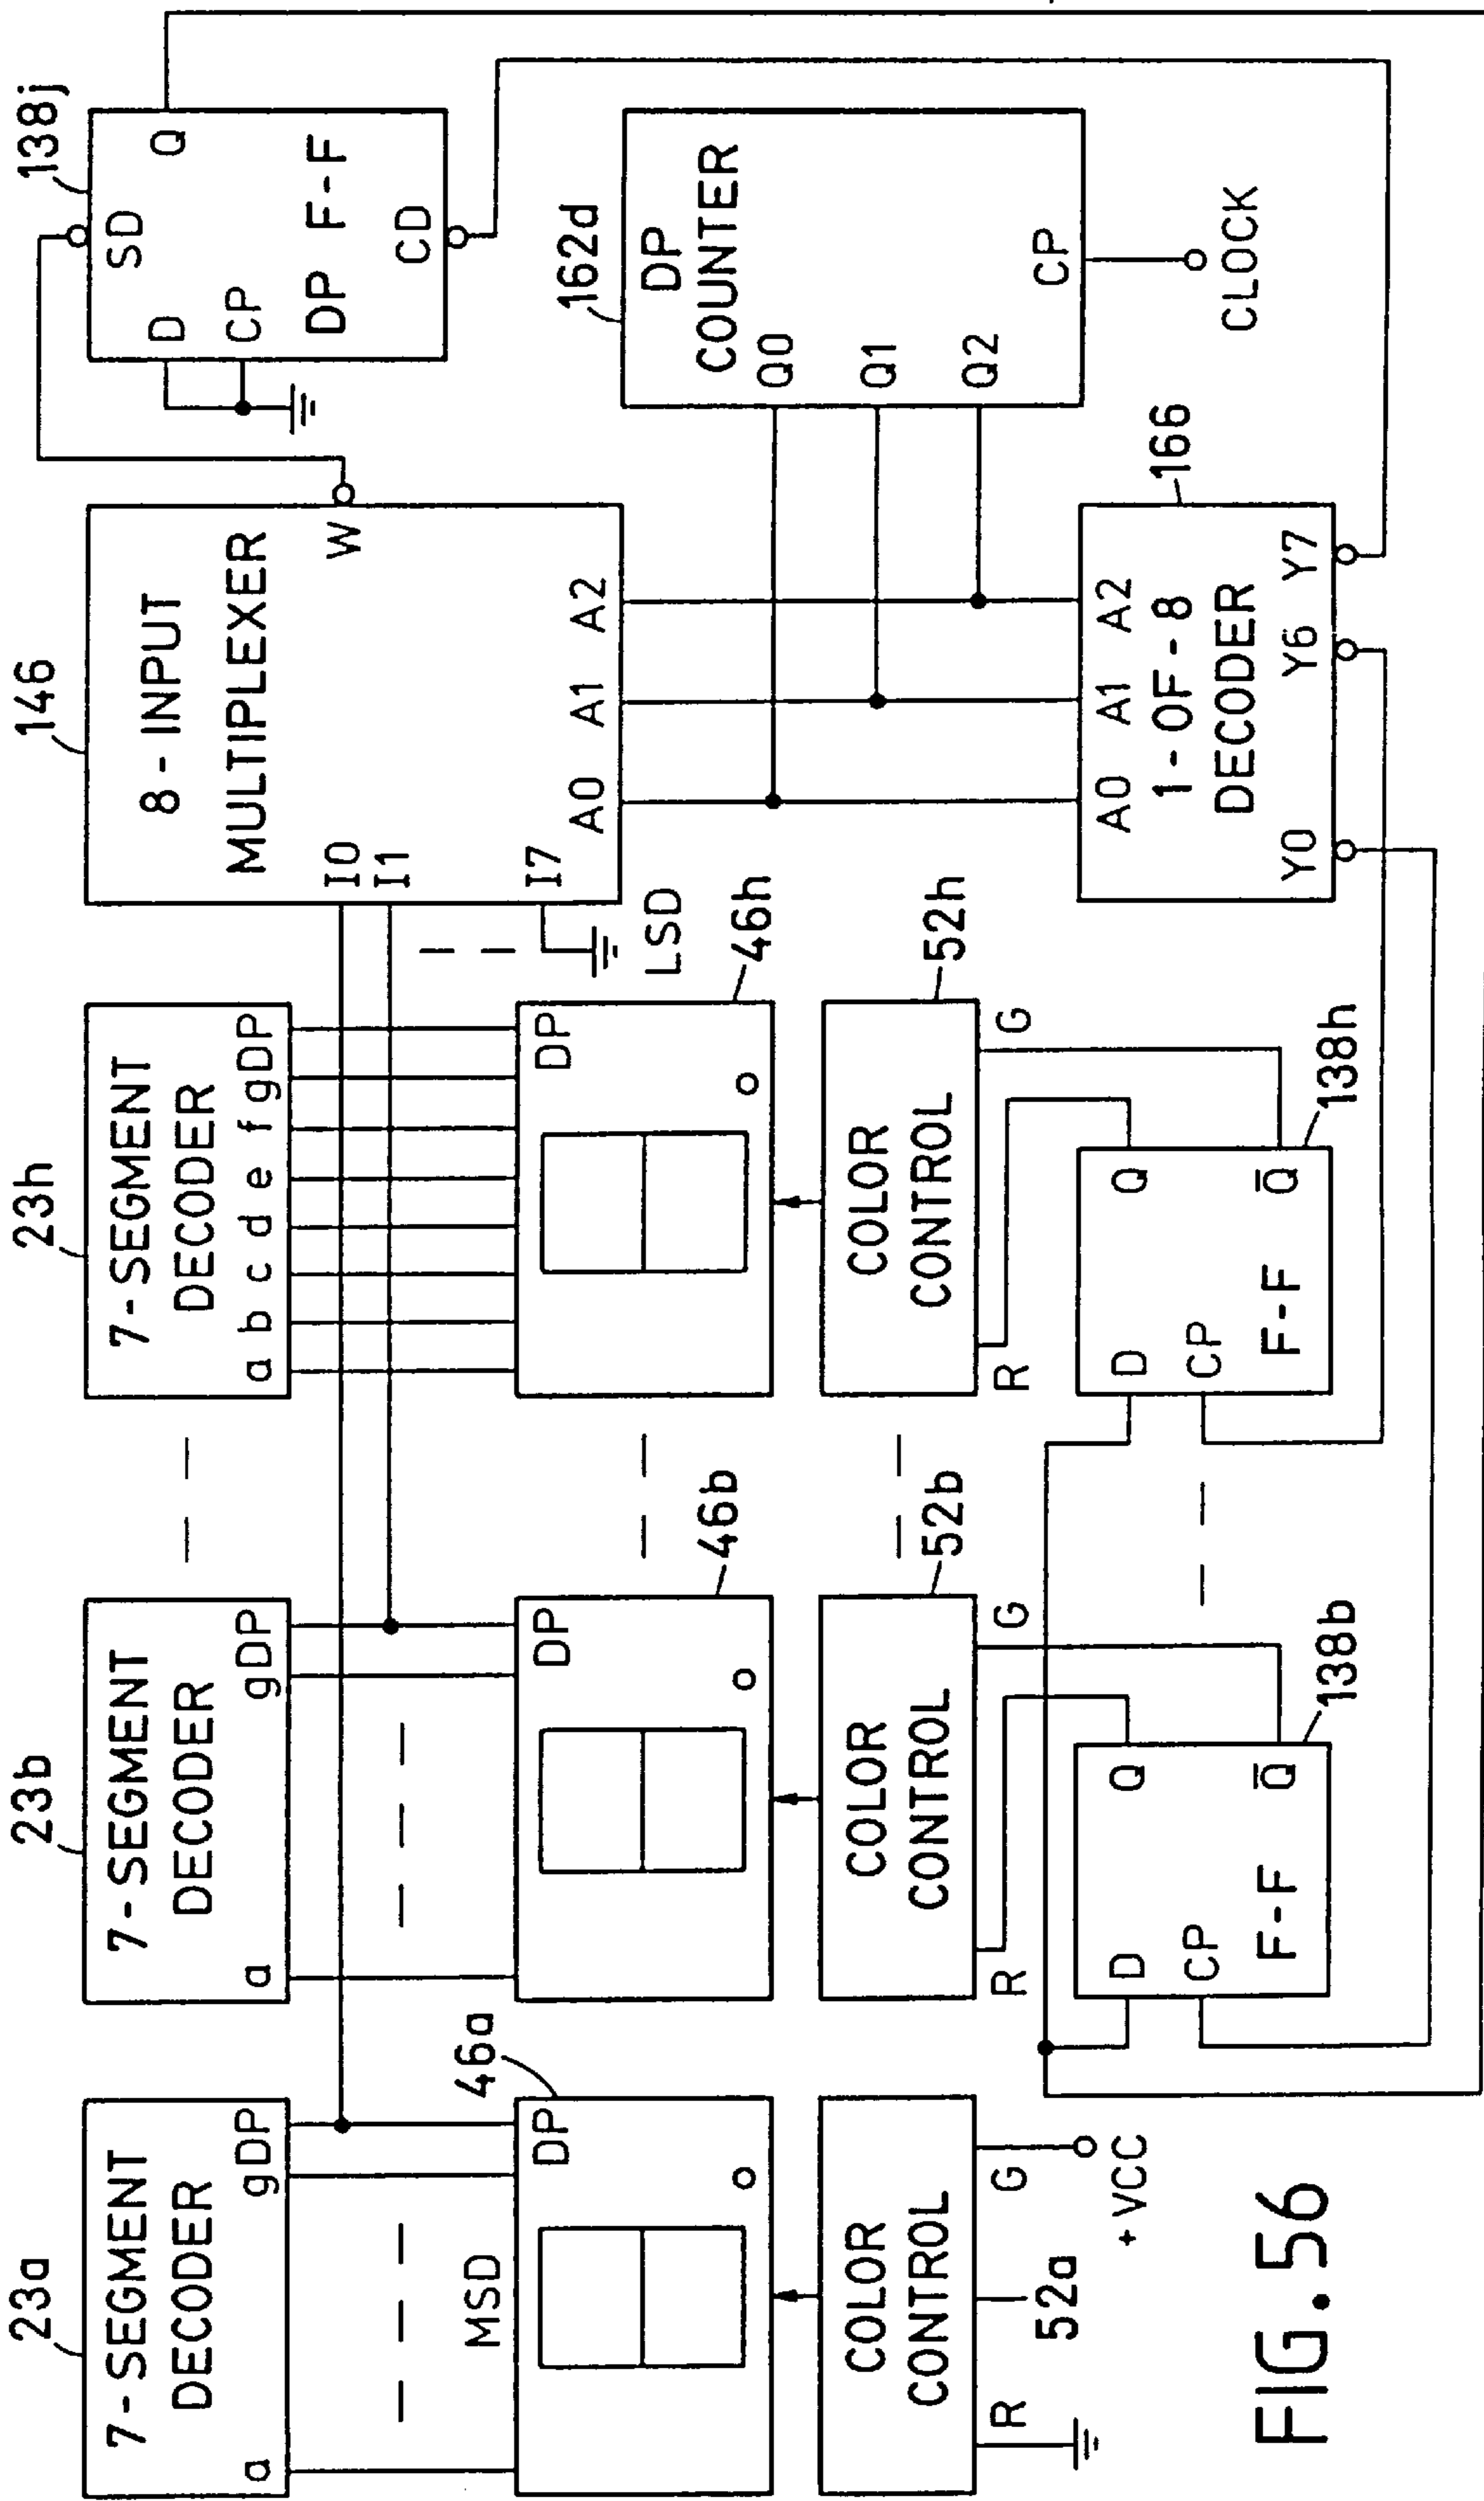 23a
7-SEGMENT
DECODER
a
gDP
23b
7-SEGMENT
DECODER
a
gDP
23h
7-SEGMENT
DECODER
a b c d e f gDP
146
8-INPUT
MULTIPLEXER
I0
I1
I7
W
A0 A1 A2
138j
SD
D
Q
CP
DP F-F
CD
MSD
46a
DP
46b
DP
LSD
46h
DP
162d
DP
COUNTER
Q0
Q1
Q2
CP
CLOCK
COLOR
CONTROL
R
G
52a
+VCC
52b
COLOR
CONTROL
R
G
52h
COLOR
CONTROL
R
G
166
A0 A1 A2
1-OF-8
DECODER
Y0 Y6 Y7
D
Q
CP
F-F
Q̅
138b
D
Q
CP
F-F
Q̅
138h
FIG.56